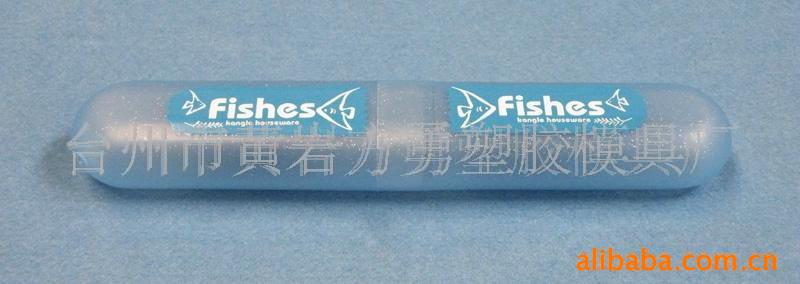 Fishes
kangle houseware
Fishes
kangle houseware
台州市黄岩力勇塑胶模具厂
alibaba.com.cn